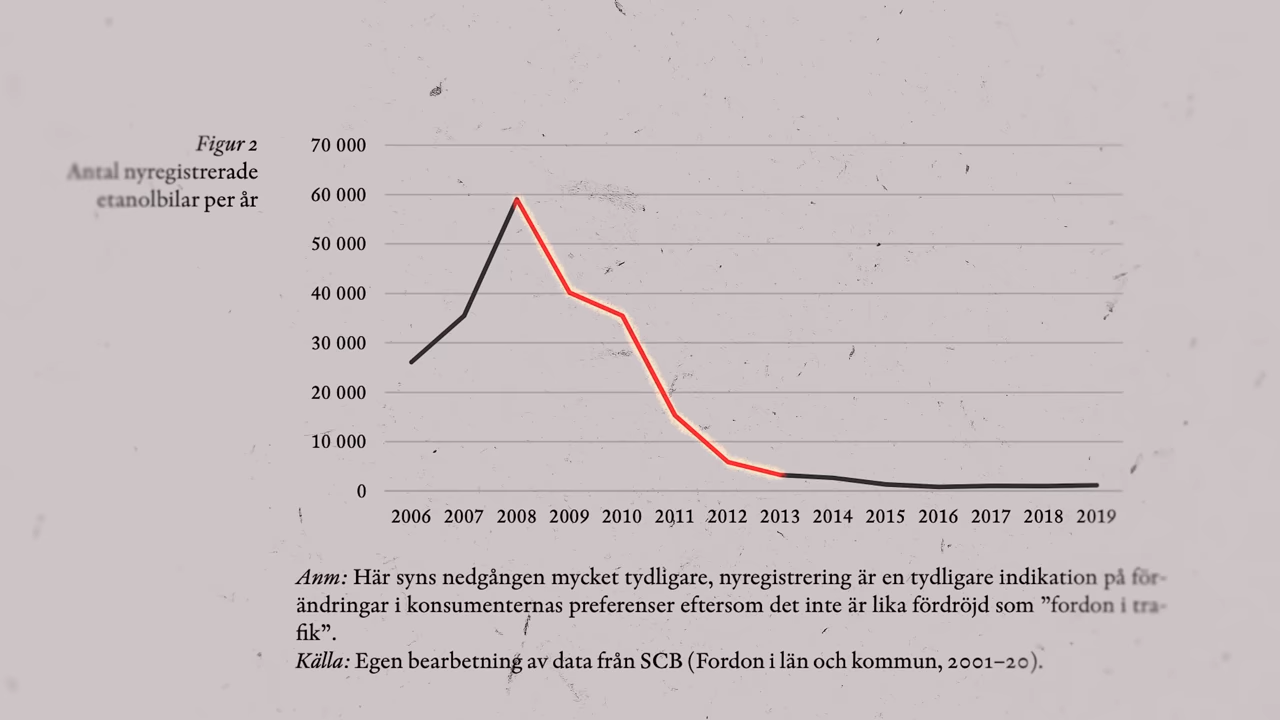 Figur 2
Antal nyregistrerade
etanolbilar per år
70 000
60 000
50 000
40 000
30 000
20 000
10 000
0
2006 2007 2008 2009 2010 2011 2012 2013 2014 2015 2016 2017 2018 2019
Anm: Här syns nedgången mycket tydligare, nyregistrering är en tydligare indikation på för-
ändringar i konsumenternas preferenser eftersom det inte är lika fördröjd som ”fordon i tra-
fik”.
Källa: Egen bearbetning av data från SCB (Fordon i län och kommun, 2001–20).